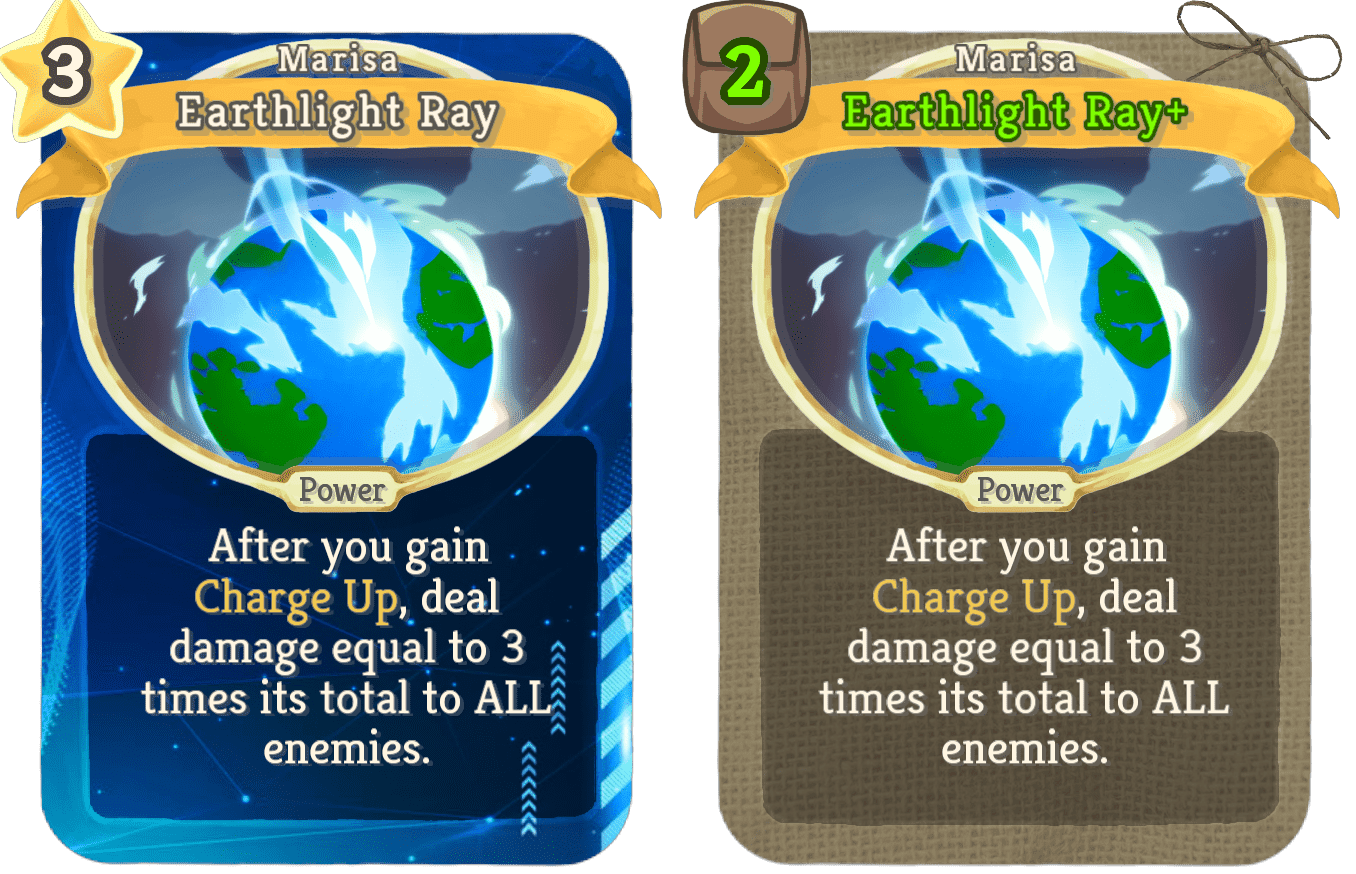 3
Marisa
Earthlight Ray
Power
After you gain
Charge Up, deal
damage equal to 3
times its total to ALL
enemies.
2
Marisa
Earthlight Ray+
Power
After you gain
Charge Up, deal
damage equal to 3
times its total to ALL
enemies.